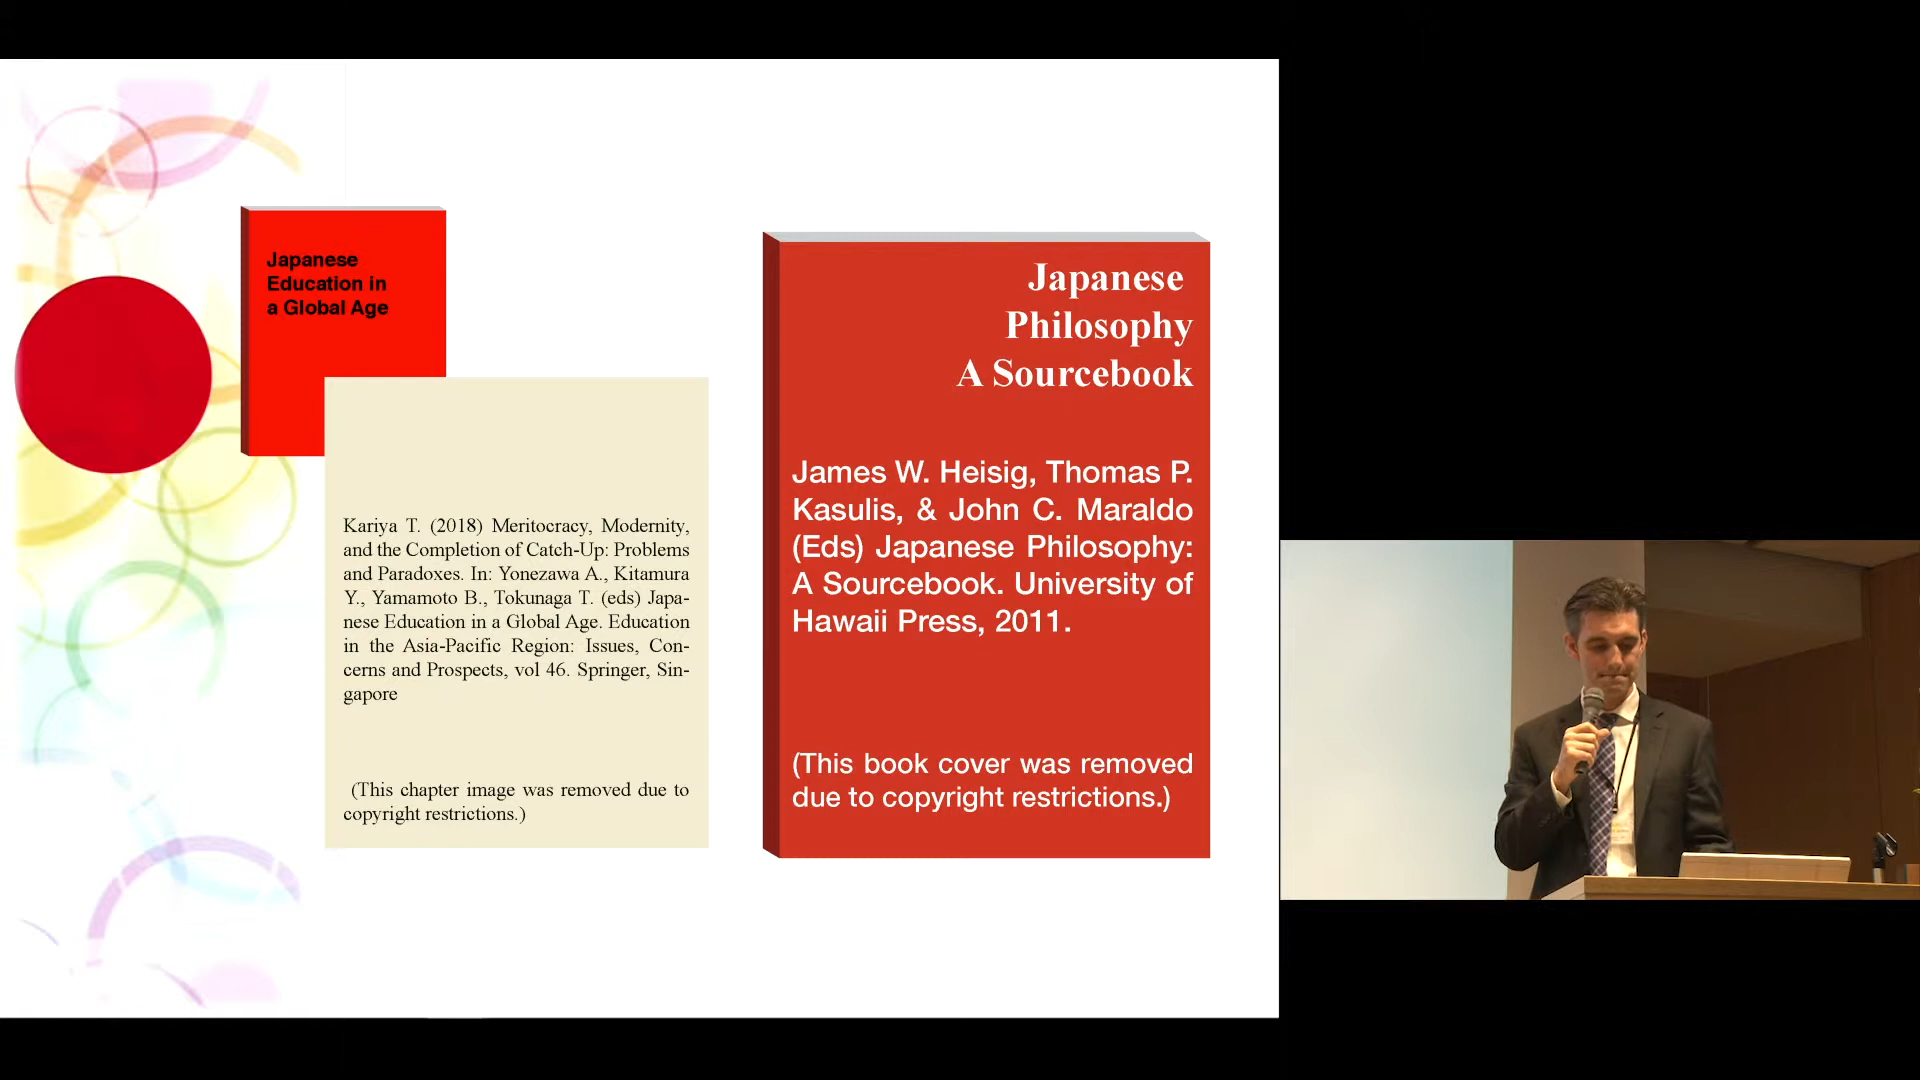 Japanese
Education in
a Global Age
Kariya T. (2018) Meritocracy, Modernity,
and the Completion of Catch-Up: Problems
and Paradoxes. In: Yonezawa A., Kitamura
Y., Yamamoto B., Tokunaga T. (eds) Japa-
nese Education in a Global Age. Education
in the Asia-Pacific Region: Issues, Con-
cerns and Prospects, vol 46. Springer, Sin-
gapore
(This chapter image was removed due to
copyright restrictions.)
Japanese
Philosophy
A Sourcebook
James W. Heisig, Thomas P.
Kasulis, & John C. Maraldo
(Eds) Japanese Philosophy:
A Sourcebook. University of
Hawaii Press, 2011.
(This book cover was removed
due to copyright restrictions.)